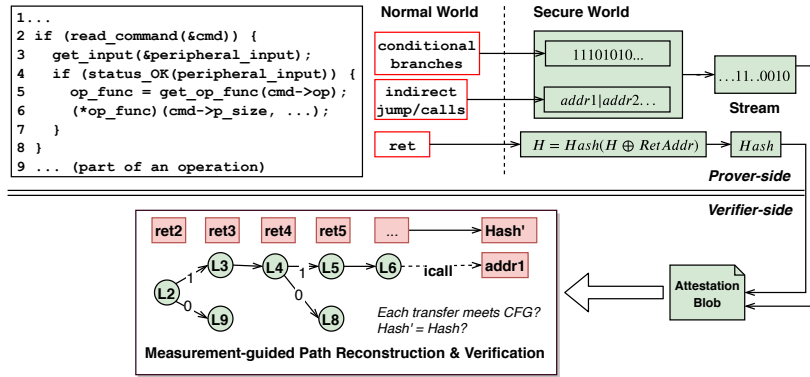 1...
2 if (read_command(&cmd)) {
3 get_input(&peripheral_input);
4 if (status_OK(peripheral_input)) {
5 op_func = get_op_func(cmd->op);
6 (*op_func)(cmd->p_size, ...);
7 }
8 }
9 ... (part of an operation)
Normal World
Secure World
conditional
branches
11101010...
indirect
jump/calls
addr1|addr2...
...11..0010
Stream
ret
H = Hash(H ⊕ RetAddr)
Hash
Prover-side
Verifier-side
ret2 ret3 ret4 ret5 ... Hash'
L2 1 L3 L4 1 L5 L6 icall addr1
0 L9 0 L8
Each transfer meets CFG?
Hash' = Hash?
Measurement-guided Path Reconstruction & Verification
Attestation
Blob